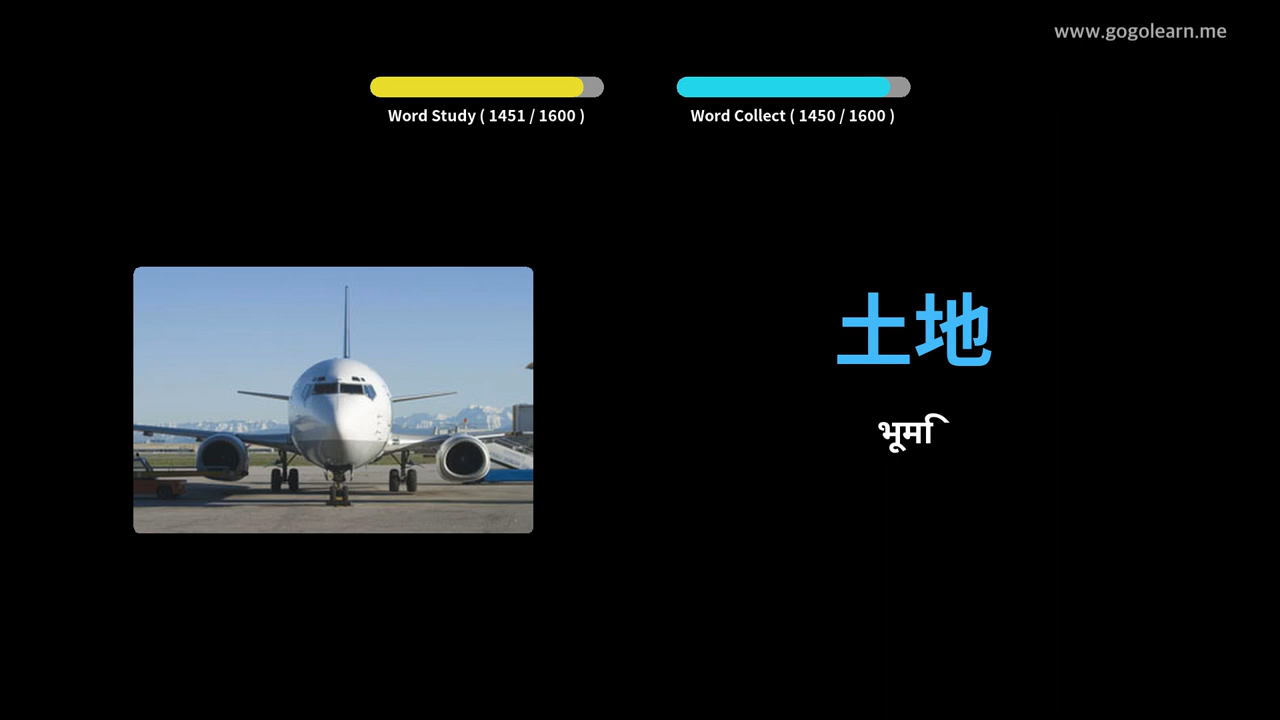 www.gogolearn.me
Word Study ( 1451 / 1600 )
Word Collect ( 1450 / 1600 )
土地
भूमि